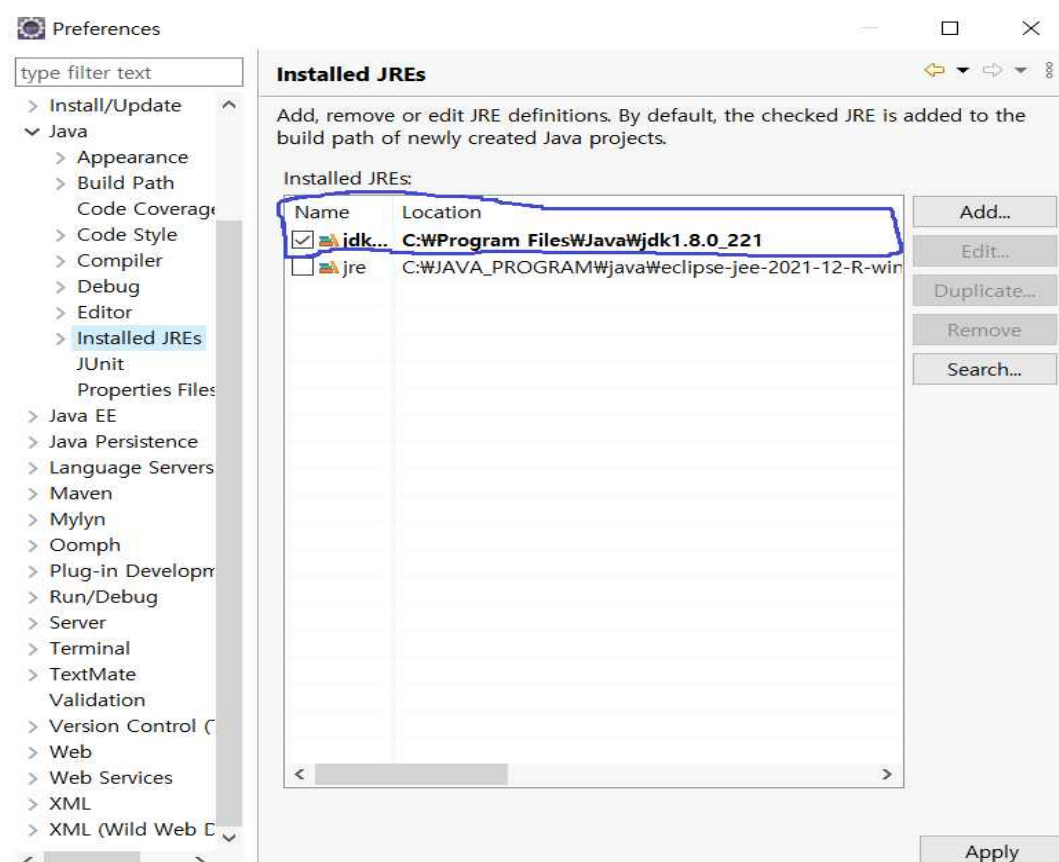 Preferences
type filter text
Install/Update
Java
Appearance
Build Path
Code Coverage
Code Style
Compiler
Debug
Editor
Installed JREs
JUnit
Properties Files
Java EE
Java Persistence
Language Servers
Maven
Mylyn
Oomph
Plug-in Developm
Run/Debug
Server
Terminal
TextMate
Validation
Version Control (
Web
Web Services
XML
XML (Wild Web D
Installed JREs
Add, remove or edit JRE definitions. By default, the checked JRE is added to the
build path of newly created Java projects.
Installed JREs:
Name Location
jdk... C:₩Program Files₩Java₩jdk1.8.0_221
jre C:₩JAVA_PROGRAM₩java₩eclipse-jee-2021-12-R-win
Add...
Edit...
Duplicate...
Remove
Search...
Apply